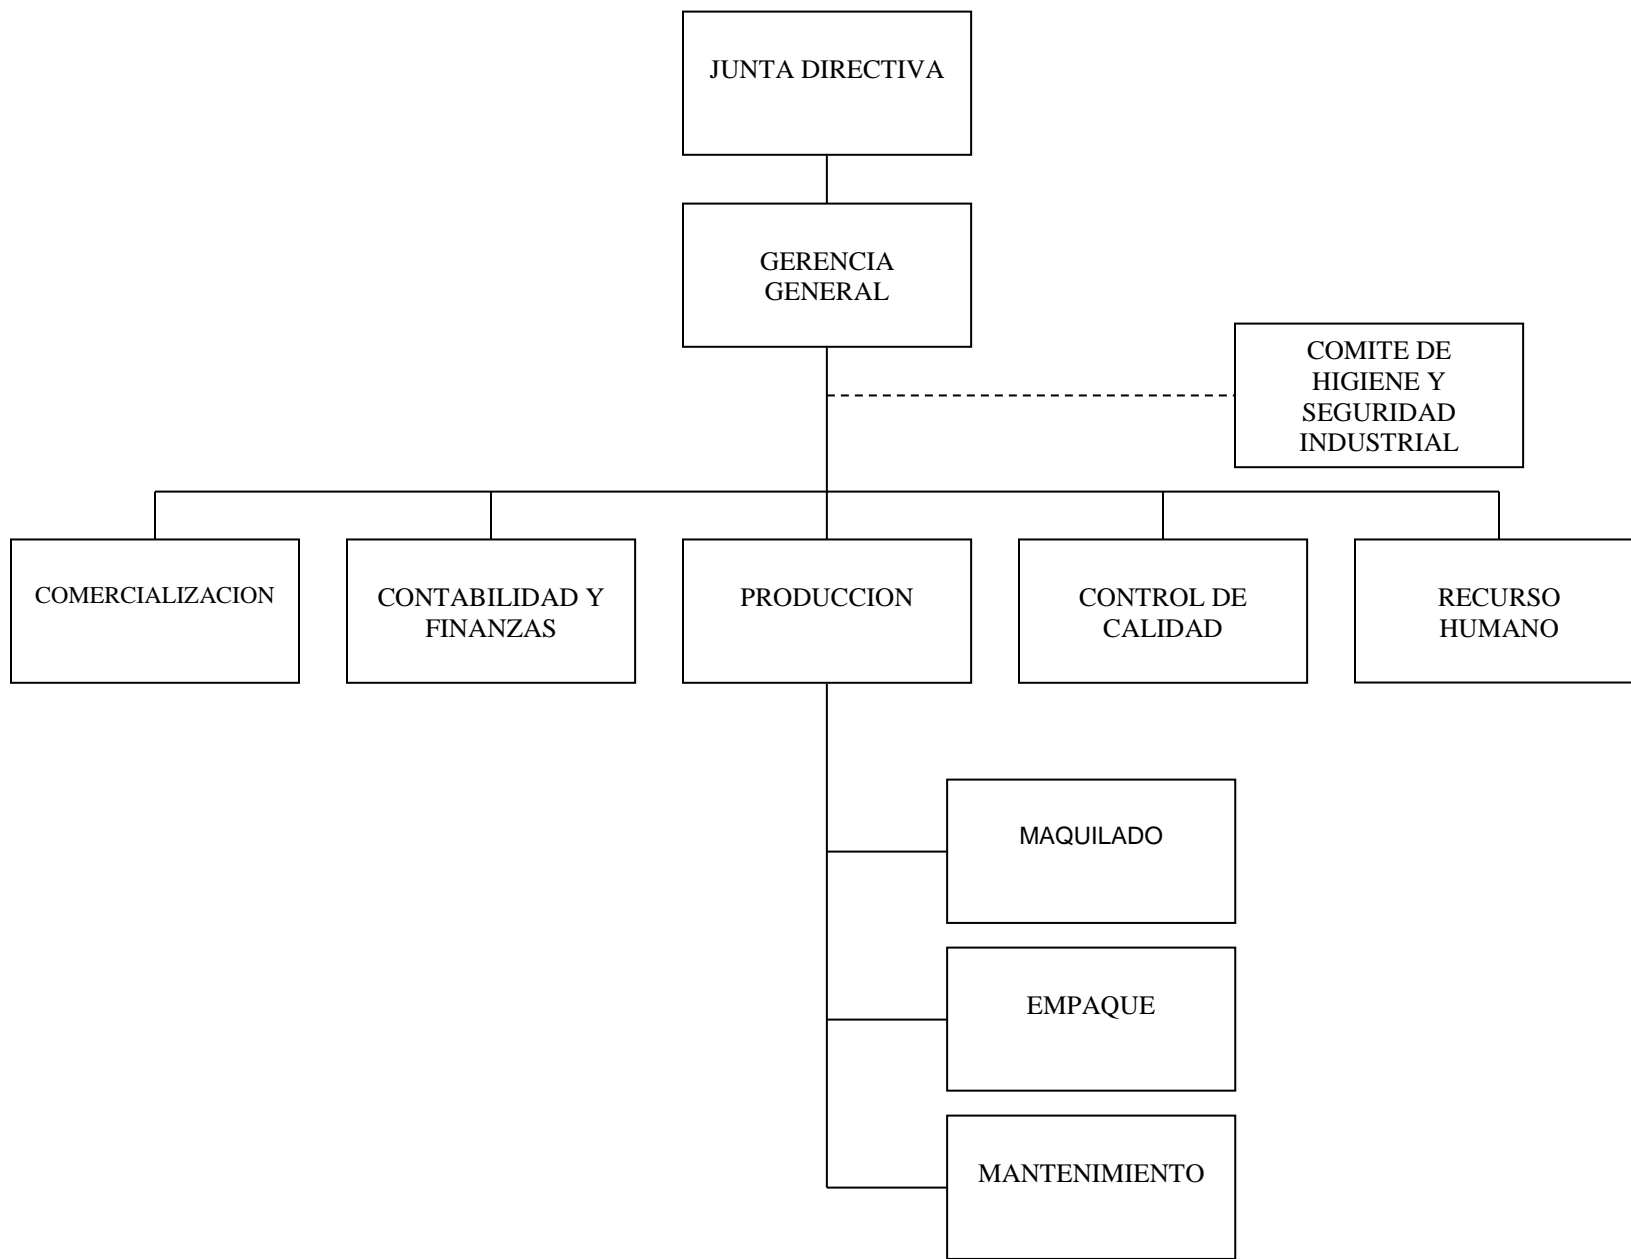 JUNTA DIRECTIVA
GERENCIA
GENERAL
COMITE DE
HIGIENE Y
SEGURIDAD
INDUSTRIAL
COMERCIALIZACION
CONTABILIDAD Y
FINANZAS
PRODUCCION
CONTROL DE
CALIDAD
RECURSO
HUMANO
MAQUILADO
EMPAQUE
MANTENIMIENTO